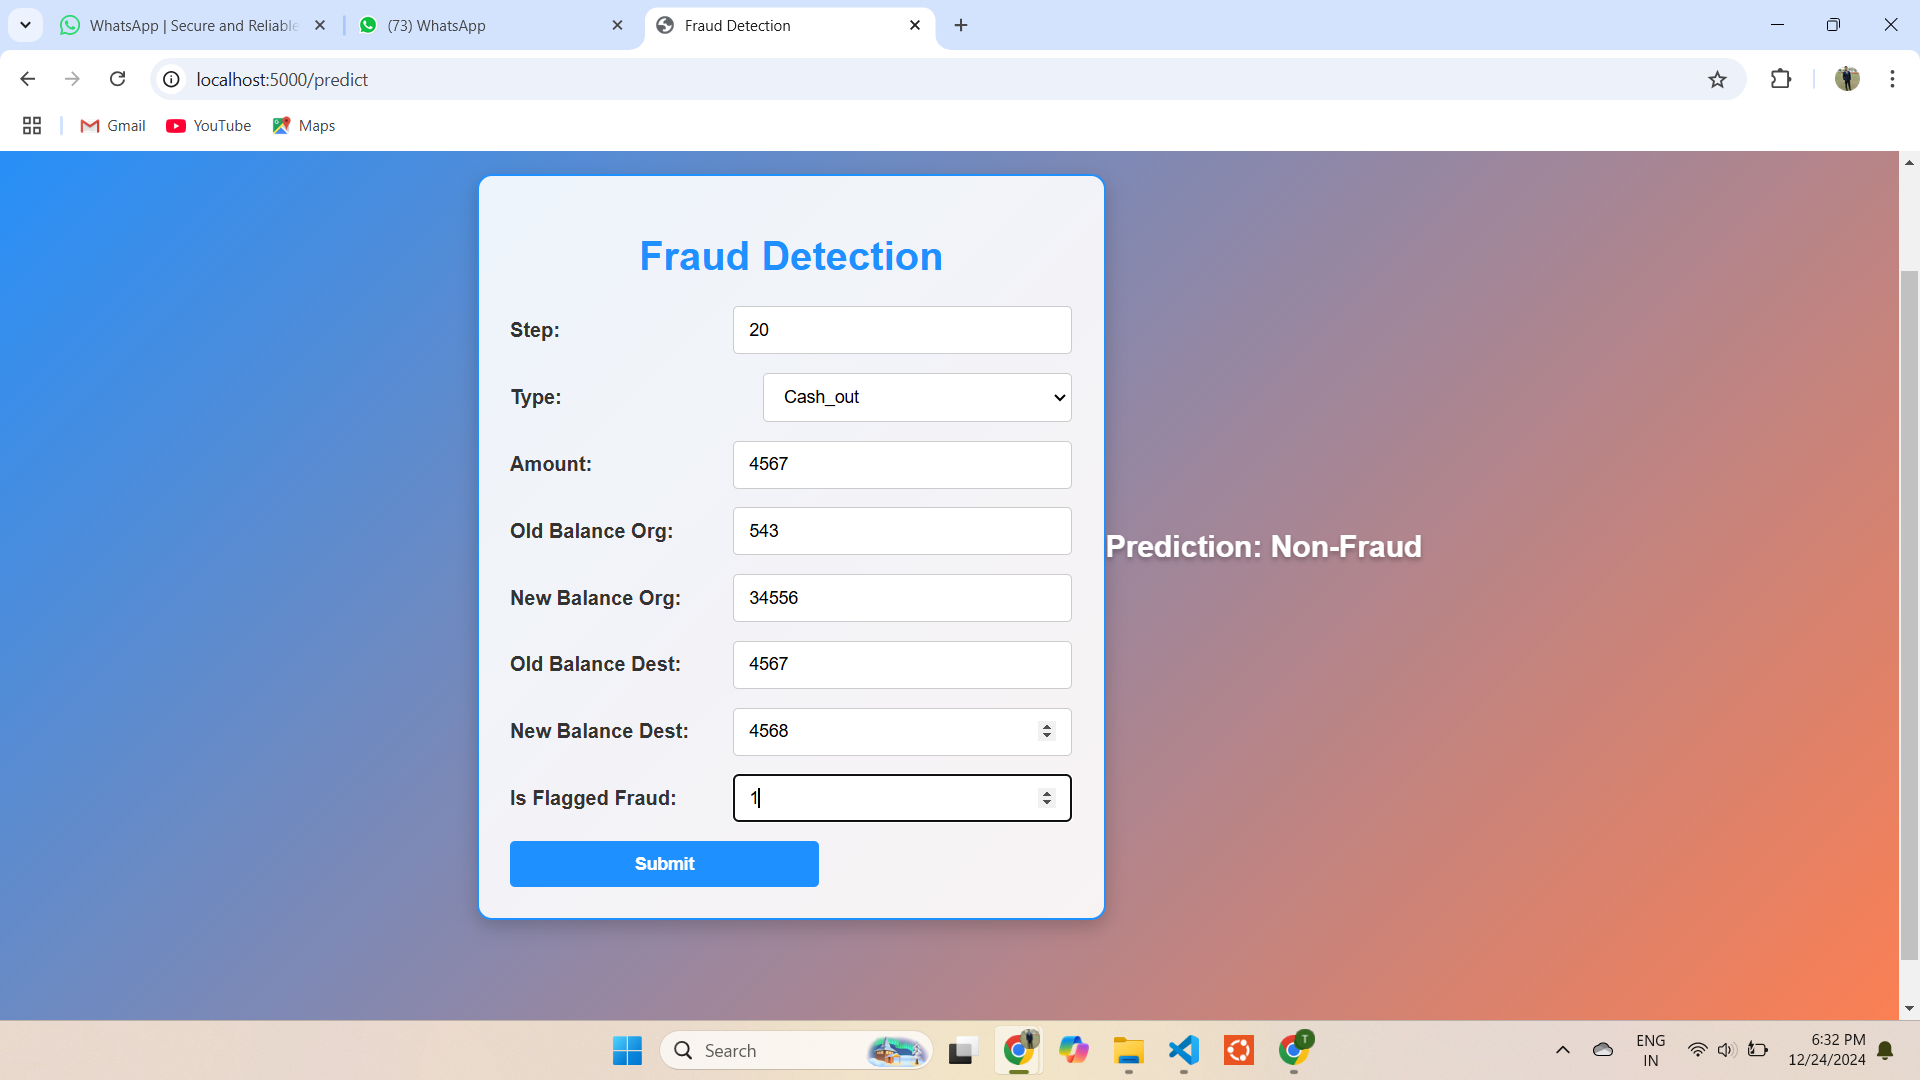 WhatsApp | Secure and Reliable
(73) WhatsApp
Fraud Detection
localhost:5000/predict
Gmail
YouTube
Maps
Fraud Detection
Step: 20
Type: Cash_out
Amount: 4567
Old Balance Org: 543
Prediction: Non-Fraud
New Balance Org: 34556
Old Balance Dest: 4567
New Balance Dest: 4568
Is Flagged Fraud: 1
Submit
Search
T
ENG
IN
6:32 PM
12/24/2024